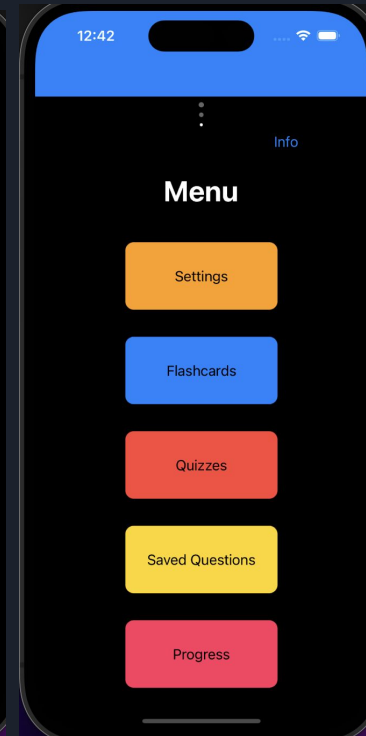 12:42
Info
Menu
Settings
Flashcards
Quizzes
Saved Questions
Progress